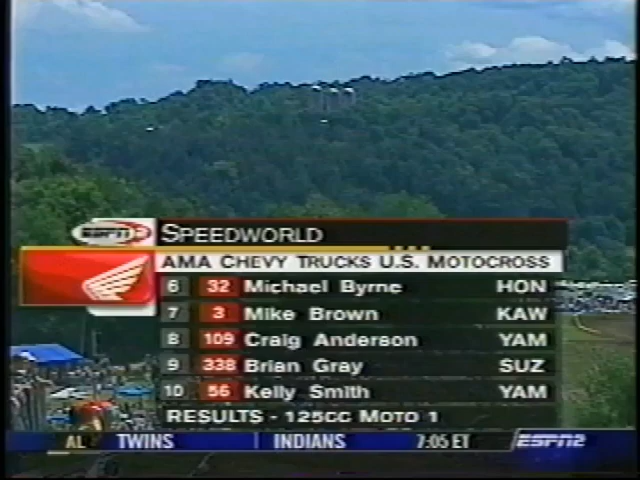 ESPN2 SPEEDWORLD
AMA CHEVY TRUCKS U.S. MOTOCROSS
6 32 Michael Byrne HON
7 3 Mike Brown KAW
8 109 Craig Anderson YAM
9 338 Brian Gray SUZ
10 56 Kelly Smith YAM
RESULTS - 125CC MOTO 1
AL TWINS INDIANS 7:05 ET ESPN2